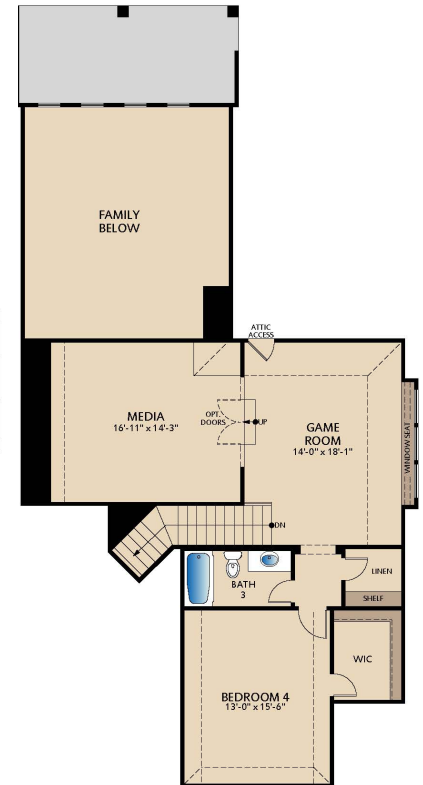 FAMILY
BELOW
ATTIC
ACCESS
MEDIA
16'-11" x 14'-3"
OPT.
DOORS
UP
GAME
ROOM
14'-0" x 18'-1"
WINDOW SEAT
DN
BATH
3
LINEN
SHELF
WIC
BEDROOM 4
13'-0" x 15'-6"